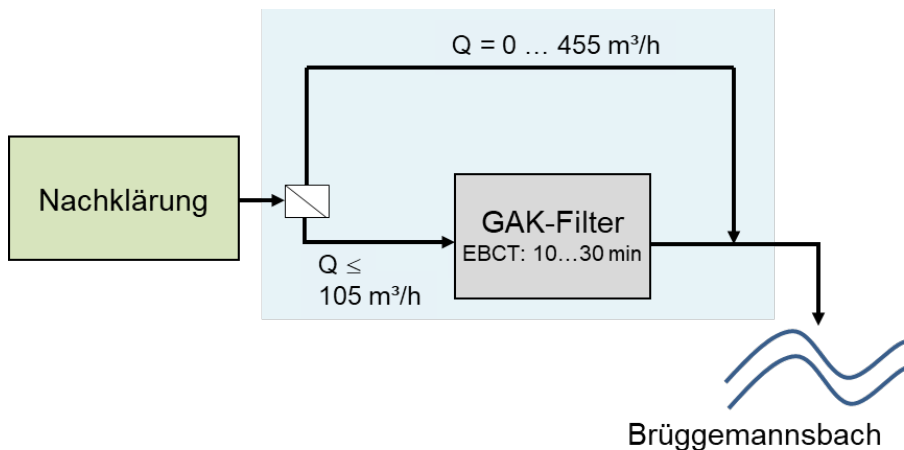 Q = 0 … 455 m³/h
Nachklärung
GAK-Filter
EBCT: 10…30 min
Q ≤
105 m³/h
Brüggemannsbach